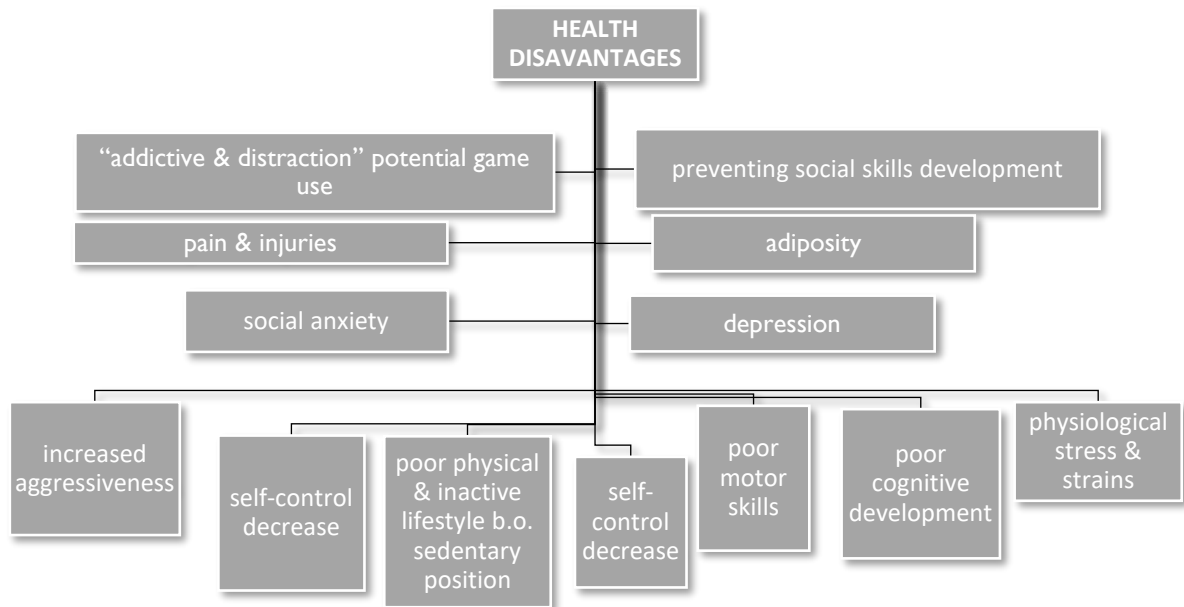 HEALTH
DISAVANTAGES
“addictive & distraction” potential game
use
preventing social skills development
pain & injuries
adiposity
social anxiety
depression
increased
aggressiveness
self-control
decrease
poor physical
& inactive
lifestyle b.o.
sedentary
position
self-
control
decrease
poor
motor
skills
poor
cognitive
development
physiological
stress &
strains